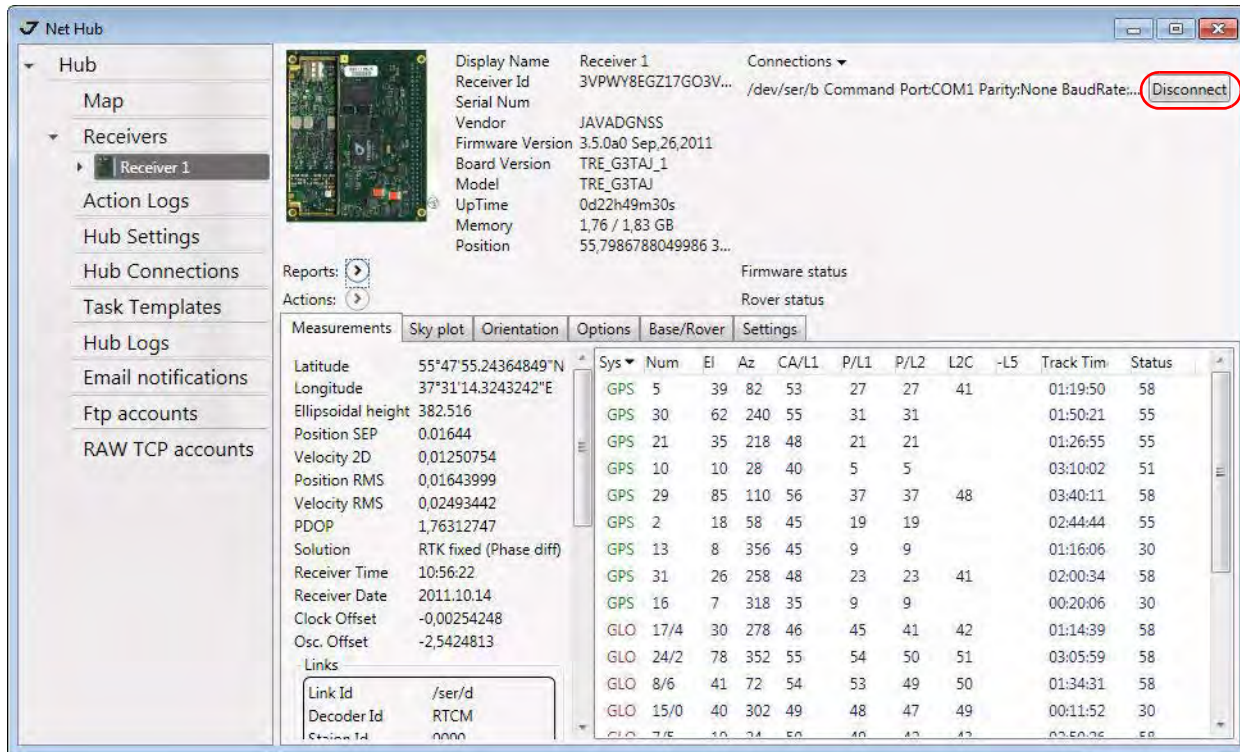 Net Hub
Hub
Map
Receivers
Receiver 1
Action Logs
Hub Settings
Hub Connections
Task Templates
Hub Logs
Email notifications
Ftp accounts
RAW TCP accounts
Display Name Receiver 1
Receiver Id 3VPWY8EGZ17GO3V...
Serial Num
Vendor JAVADGNSS
Firmware Version 3.5.0a0 Sep,26,2011
Board Version TRE_G3TAJ_1
Model TRE_G3TAJ
UpTime 0d22h49m30s
Memory 1,76 / 1,83 GB
Position 55,7986788049986 3...
Connections
/dev/ser/b Command Port:COM1 Parity:None BaudRate:... Disconnect
Reports:
Actions:
Firmware status
Rover status
Measurements Sky plot Orientation Options Base/Rover Settings
Latitude 55°47'55.24364849"N
Longitude 37°31'14.3243242"E
Ellipsoidal height 382.516
Position SEP 0.01644
Velocity 2D 0,01250754
Position RMS 0,01643999
Velocity RMS 0,02493442
PDOP 1,76312747
Solution RTK fixed (Phase diff)
Receiver Time 10:56:22
Receiver Date 2011.10.14
Clock Offset -0,00254248
Osc. Offset -2,5424813
Links
Link Id /ser/d
Decoder Id RTCM
Sys Num El Az CA/L1 P/L1 P/L2 L2C -L5 Track Tim Status
GPS 5 39 82 53 27 27 41 01:19:50 58
GPS 30 62 240 55 31 31 01:50:21 55
GPS 21 35 218 48 21 21 01:26:55 55
GPS 10 10 28 40 5 5 03:10:02 51
GPS 29 85 110 56 37 37 48 03:40:11 58
GPS 2 18 58 45 19 19 02:44:44 55
GPS 13 8 356 45 9 9 01:16:06 30
GPS 31 26 258 48 23 23 41 02:00:34 58
GPS 16 7 318 35 9 9 00:20:06 30
GLO 17/4 30 278 46 45 41 42 01:14:39 58
GLO 24/2 78 352 55 54 50 51 03:05:59 58
GLO 8/6 41 72 54 53 49 50 01:34:31 58
GLO 15/0 40 302 49 48 47 49 00:11:52 30